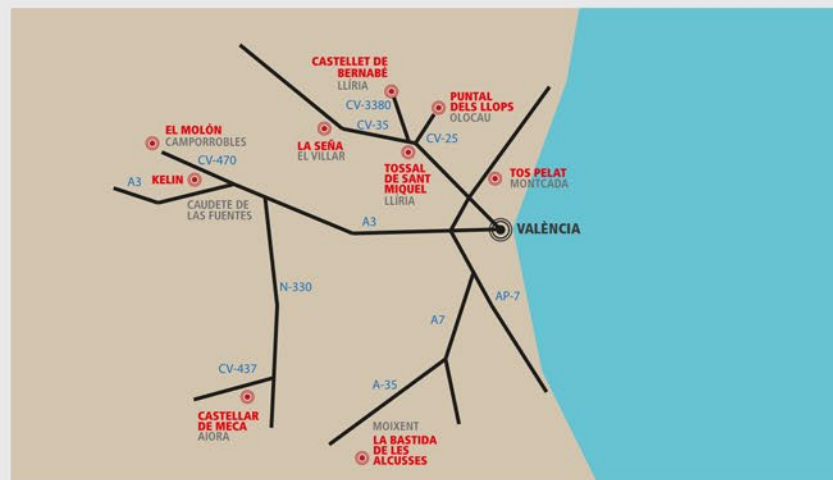 CASTELLET DE
BERNABÉ
LLÍRIA
CV-3380
PUNTAL
DELS LLOPS
OLOCAU
CV-35
CV-25
LA SEÑA
EL VILLAR
EL MOLÓN
CAMPORROBLES
CV-470
A3
KELIN
CAUDETE DE
LAS FUENTES
TOSSAL
DE SANT
MIQUEL
LLÍRIA
TOS PELAT
MONTCADA
A3
VALÈNCIA
N-330
AP-7
A7
CV-437
A-35
CASTELLAR
DE MECA
AIORA
MOIXENT
LA BASTIDA
DE LES
ALCUSSES